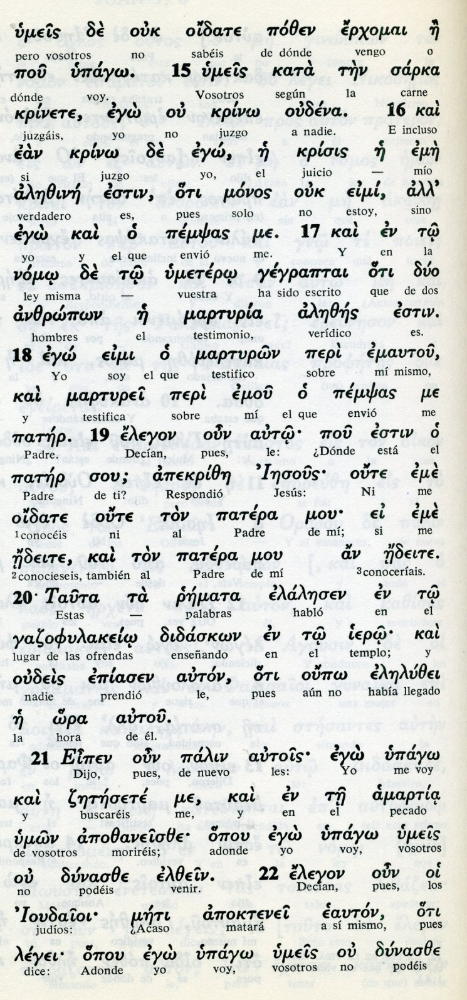 ὑμεῖς δὲ οὐκ οἴδατε πόθεν ἔρχομαι ἢ
pero vosotros no sabéis de dónde vengo o
ποῦ ὑπάγω. 15 ὑμεῖς κατὰ τὴν σάρκα
dónde voy. Vosotros según la carne
κρίνετε, ἐγὼ οὐ κρίνω οὐδένα. 16 καὶ
juzgáis, yo no juzgo a nadie. E incluso
ἐὰν κρίνω δὲ ἐγώ, ἡ κρίσις ἡ ἐμὴ
si juzgo yo, el juicio — mío
ἀληθινή ἐστιν, ὅτι μόνος οὐκ εἰμί, ἀλλ’
verdadero es, pues solo no estoy, sino
ἐγὼ καὶ ὁ πέμψας με. 17 καὶ ἐν τῷ
yo y el que envió me. Y en la
νόμῳ δὲ τῷ ὑμετέρῳ γέγραπται ὅτι δύο
ley misma — vuestra ha sido escrito que de dos
ἀνθρώπων ἡ μαρτυρία ἀληθής ἐστιν.
hombres el testimonio, verídico es.
18 ἐγώ εἰμι ὁ μαρτυρῶν περὶ ἐμαυτοῦ,
Yo soy el que testifico sobre mí mismo,
καὶ μαρτυρεῖ περὶ ἐμοῦ ὁ πέμψας με
y testifica sobre mí el que envió me
πατήρ. 19 ἔλεγον οὖν αὐτῷ· ποῦ ἐστιν ὁ
Padre. Decían, pues, le: ¿Dónde está el
πατήρ σου; ἀπεκρίθη Ἰησοῦς· οὔτε ἐμὲ
Padre de ti? Respondió Jesús: Ni me
οἴδατε οὔτε τὸν πατέρα μου· εἰ ἐμὲ
1 conocéis ni al Padre de mí; si me
ᾔδειτε, καὶ τὸν πατέρα μου ἂν ᾔδειτε.
2 conocieseis, también al Padre de mí 3 conoceríais.
20 Ταῦτα τὰ ῥήματα ἐλάλησεν ἐν τῷ
Estas palabras habló en el
γαζοφυλακείῳ διδάσκων ἐν τῷ ἱερῷ· καὶ
lugar de las ofrendas enseñando en el templo; y
οὐδεὶς ἐπίασεν αὐτόν, ὅτι οὔπω ἐληλύθει
nadie prendió le, pues aún no había llegado
ἡ ὥρα αὐτοῦ.
la hora de él.
21 Εἶπεν οὖν πάλιν αὐτοῖς· ἐγὼ ὑπάγω
Dijo, pues, de nuevo les: Yo me voy
καὶ ζητήσετέ με, καὶ ἐν τῇ ἁμαρτίᾳ
y buscaréis me, y en el pecado
ὑμῶν ἀποθανεῖσθε· ὅπου ἐγὼ ὑπάγω ὑμεῖς
de vosotros moriréis; adonde yo voy, vosotros
οὐ δύνασθε ἐλθεῖν. 22 ἔλεγον οὖν οἱ
no podéis venir. Decían, pues, los
Ἰουδαῖοι· μήτι ἀποκτενεῖ ἑαυτόν, ὅτι
judíos: ¿Acaso matará a sí mismo, pues
λέγει· ὅπου ἐγὼ ὑπάγω ὑμεῖς οὐ δύνασθε
dice: Adonde yo voy, vosotros no podéis